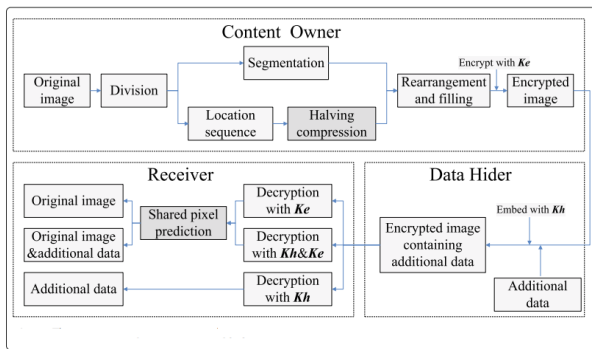 Content Owner
Segmentation
Encrypt with Ke
Original
image
Division
Rearrangement
and filling
Encrypted
image
Location
sequence
Halving
compression
Receiver
Original image
Original image
&additional data
Additional data
Shared pixel
prediction
Decryption
with Ke
Decryption
with Kh&Ke
Decryption
with Kh
Data Hider
Embed with Kh
Encrypted image
containing
additional data
Additional
data